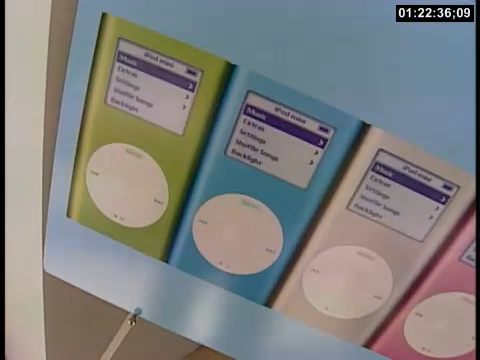 01:22:36;09
iPod mini
Music
Extras
Settings
Shuffle Songs
Backlight
iPod mini
Music
Extras
Settings
Shuffle Songs
Backlight
iPod mini
Music
Extras
Settings
Shuffle Songs
Backlight